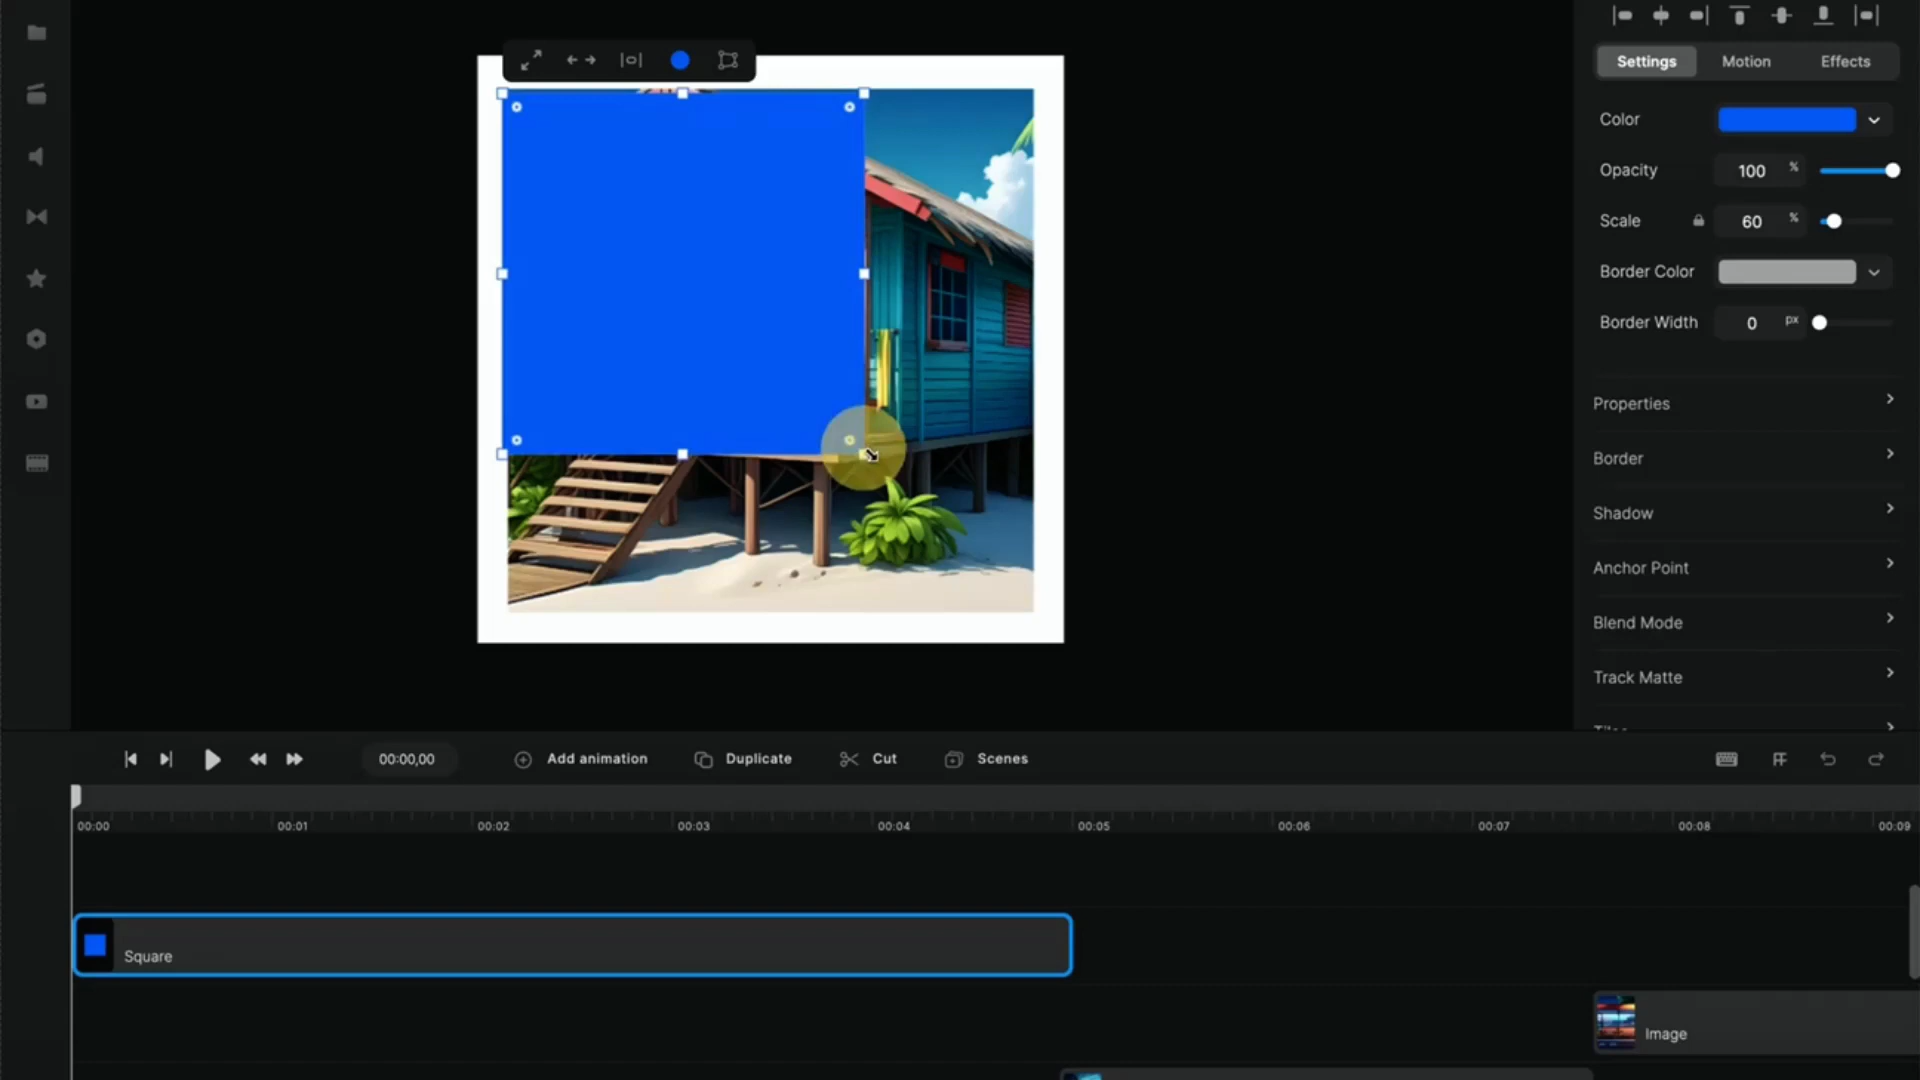 Settings
Motion
Effects
Color
Opacity 100 %
Scale 60 %
Border Color
Border Width 0 px
Properties
Border
Shadow
Anchor Point
Blend Mode
Track Matte
00:00,00
Add animation
Duplicate
Cut
Scenes
00:00 00:01 00:02 00:03 00:04 00:05 00:06 00:07 00:08 00:09
Square
Image